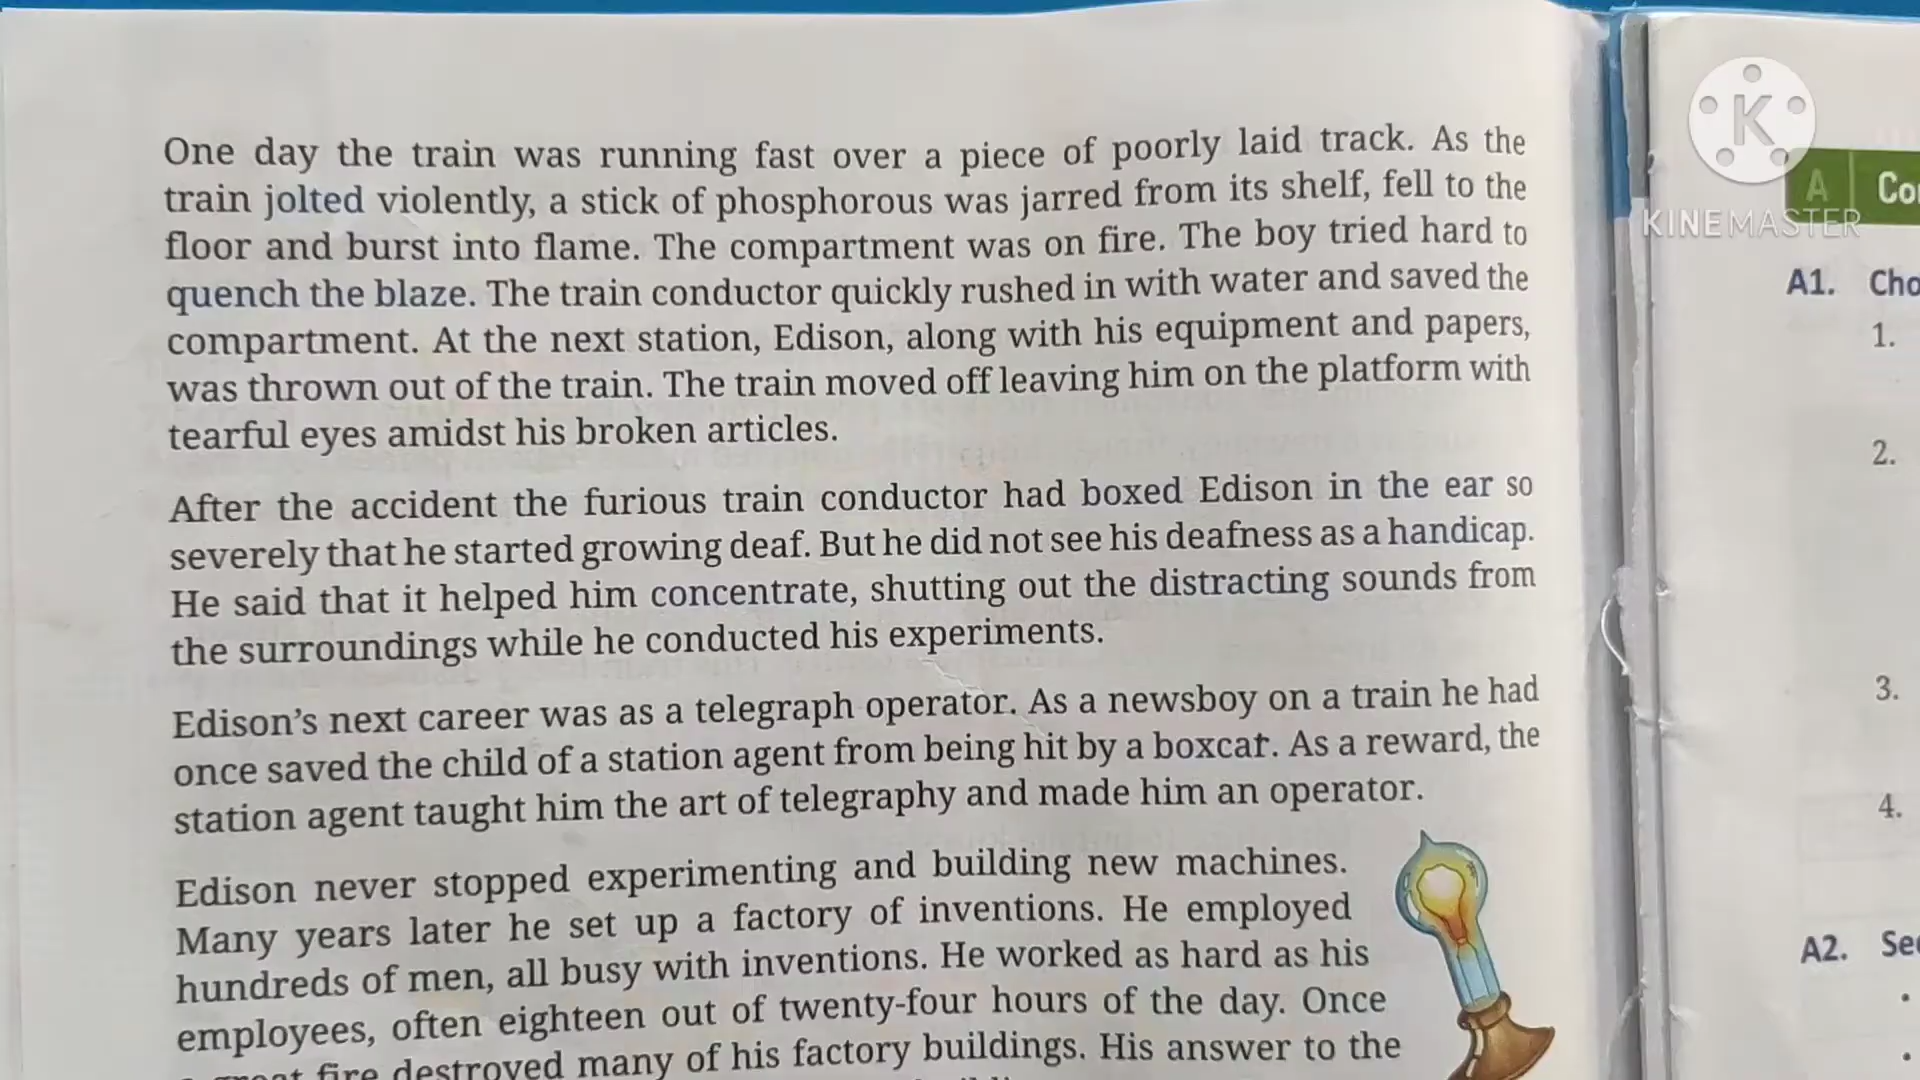 One day the train was running fast over a piece of poorly laid track. As the
train jolted violently, a stick of phosphorous was jarred from its shelf, fell to the
floor and burst into flame. The compartment was on fire. The boy tried hard to
quench the blaze. The train conductor quickly rushed in with water and saved the
compartment. At the next station, Edison, along with his equipment and papers,
was thrown out of the train. The train moved off leaving him on the platform with
tearful eyes amidst his broken articles.
After the accident the furious train conductor had boxed Edison in the ear so
severely that he started growing deaf. But he did not see his deafness as a handicap.
He said that it helped him concentrate, shutting out the distracting sounds from
the surroundings while he conducted his experiments.
Edison's next career was as a telegraph operator. As a newsboy on a train he had
once saved the child of a station agent from being hit by a boxcar. As a reward, the
station agent taught him the art of telegraphy and made him an operator.
Edison never stopped experimenting and building new machines.
Many years later he set up a factory of inventions. He employed
hundreds of men, all busy with inventions. He worked as hard as his
employees, often eighteen out of twenty-four hours of the day. Once
great fire destroyed many of his factory buildings. His answer to the
K
KINEMASTER
A
A1.
1.
2.
3.
4.
A2.